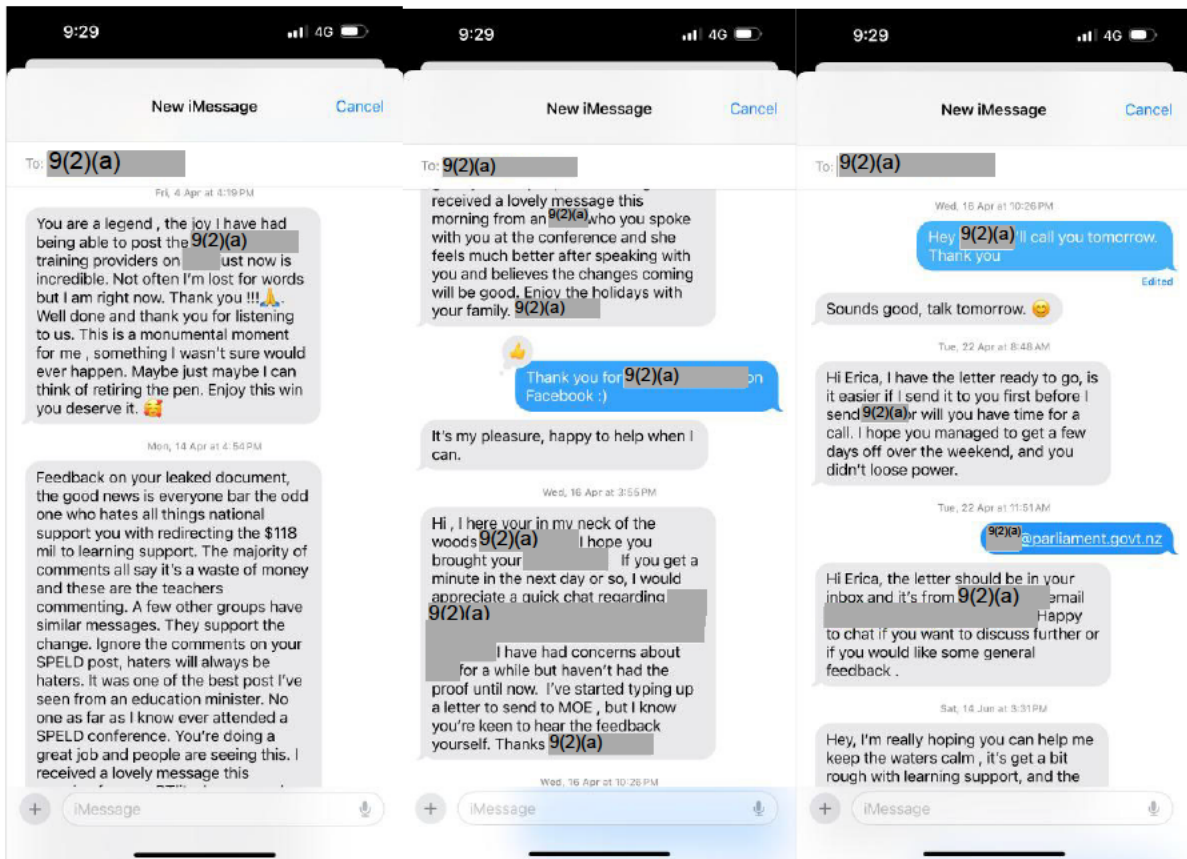 9:29
4G
New iMessage
Cancel
To: 9(2)(a)
Fri, 4 Apr at 4:19 PM
You are a legend , the joy I have had
being able to post the 9(2)(a)
training providers on ust now is
incredible. Not often I'm lost for words
but I am right now. Thank you !!!🙏.
Well done and thank you for listening
to us. This is a monumental moment
for me , something I wasn't sure would
ever happen. Maybe just maybe I can
think of retiring the pen. Enjoy this win
you deserve it. 🥰
Mon, 14 Apr at 4:54 PM
Feedback on your leaked document,
the good news is everyone bar the odd
one who hates all things national
support you with redirecting the $118
mil to learning support. The majority of
comments all say it's a waste of money
and these are the teachers
commenting. A few other groups have
similar messages. They support the
change. Ignore the comments on your
SPELD post, haters will always be
haters. It was one of the best post I've
seen from an education minister. No
one as far as I know ever attended a
SPELD conference. You're doing a
great job and people are seeing this. I
received a lovely message this
iMessage
9:29
4G
New iMessage
Cancel
To: 9(2)(a)
received a lovely message this
morning from an 9(2)(a) who you spoke
with you at the conference and she
feels much better after speaking with
you and believes the changes coming
will be good. Enjoy the holidays with
your family. 9(2)(a)
👍
Thank you for 9(2)(a) on
Facebook :)
It's my pleasure, happy to help when I
can.
Wed, 16 Apr at 3:55 PM
Hi , I here your in my neck of the
woods 9(2)(a) I hope you
brought your If you get a
minute in the next day or so, I would
appreciate a quick chat regarding
9(2)(a)
I have had concerns about
for a while but haven't had the
proof until now. I've started typing up
a letter to send to MOE , but I know
you're keen to hear the feedback
yourself. Thanks 9(2)(a)
Wed, 16 Apr at 10:26 PM
iMessage
9:29
4G
New iMessage
Cancel
To: 9(2)(a)
Wed, 16 Apr at 10:26 PM
Hey 9(2)(a) 'll call you tomorrow.
Thank you
Edited
Sounds good, talk tomorrow. 😊
Tue, 22 Apr at 8:48 AM
Hi Erica, I have the letter ready to go, is
it easier if I send it to you first before I
send 9(2)(a) or will you have time for a
call. I hope you managed to get a few
days off over the weekend, and you
didn't loose power.
Tue, 22 Apr at 11:51 AM
9(2)(a) @parliament.govt.nz
Hi Erica, the letter should be in your
inbox and it's from 9(2)(a) email
Happy
to chat if you want to discuss further or
if you would like some general
feedback .
Sat, 14 Jun at 3:31 PM
Hey, I'm really hoping you can help me
keep the waters calm , it's get a bit
rough with learning support, and the
iMessage